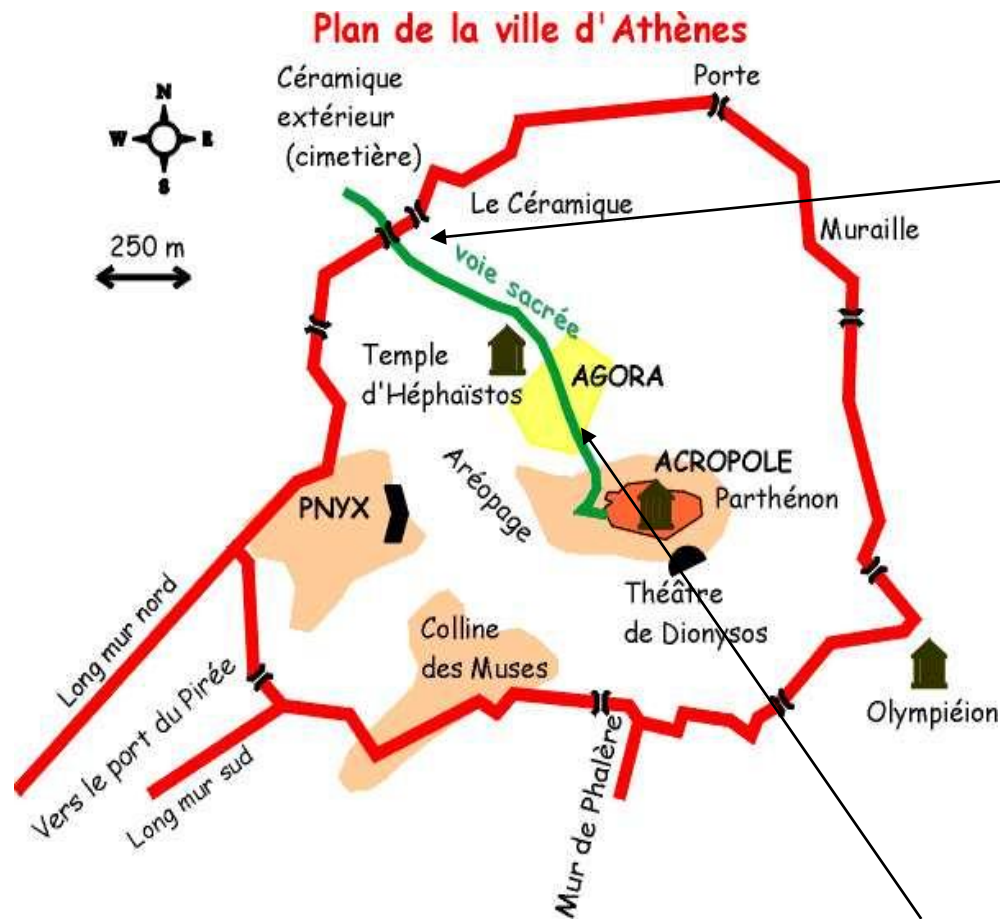 Plan de la ville d'Athènes
Céramique
extérieur
(cimetière)
Porte
N
W E
S
250 m
Le Céramique
Muraille
voie sacrée
Temple
d'Héphaïstos
AGORA
Aréopage
ACROPOLE
Parthénon
PNYX
Théâtre
de Dionysos
Colline
des Muses
Long mur nord
Vers le port du Pirée
Long mur sud
Mur de Phalère
Olympiéion